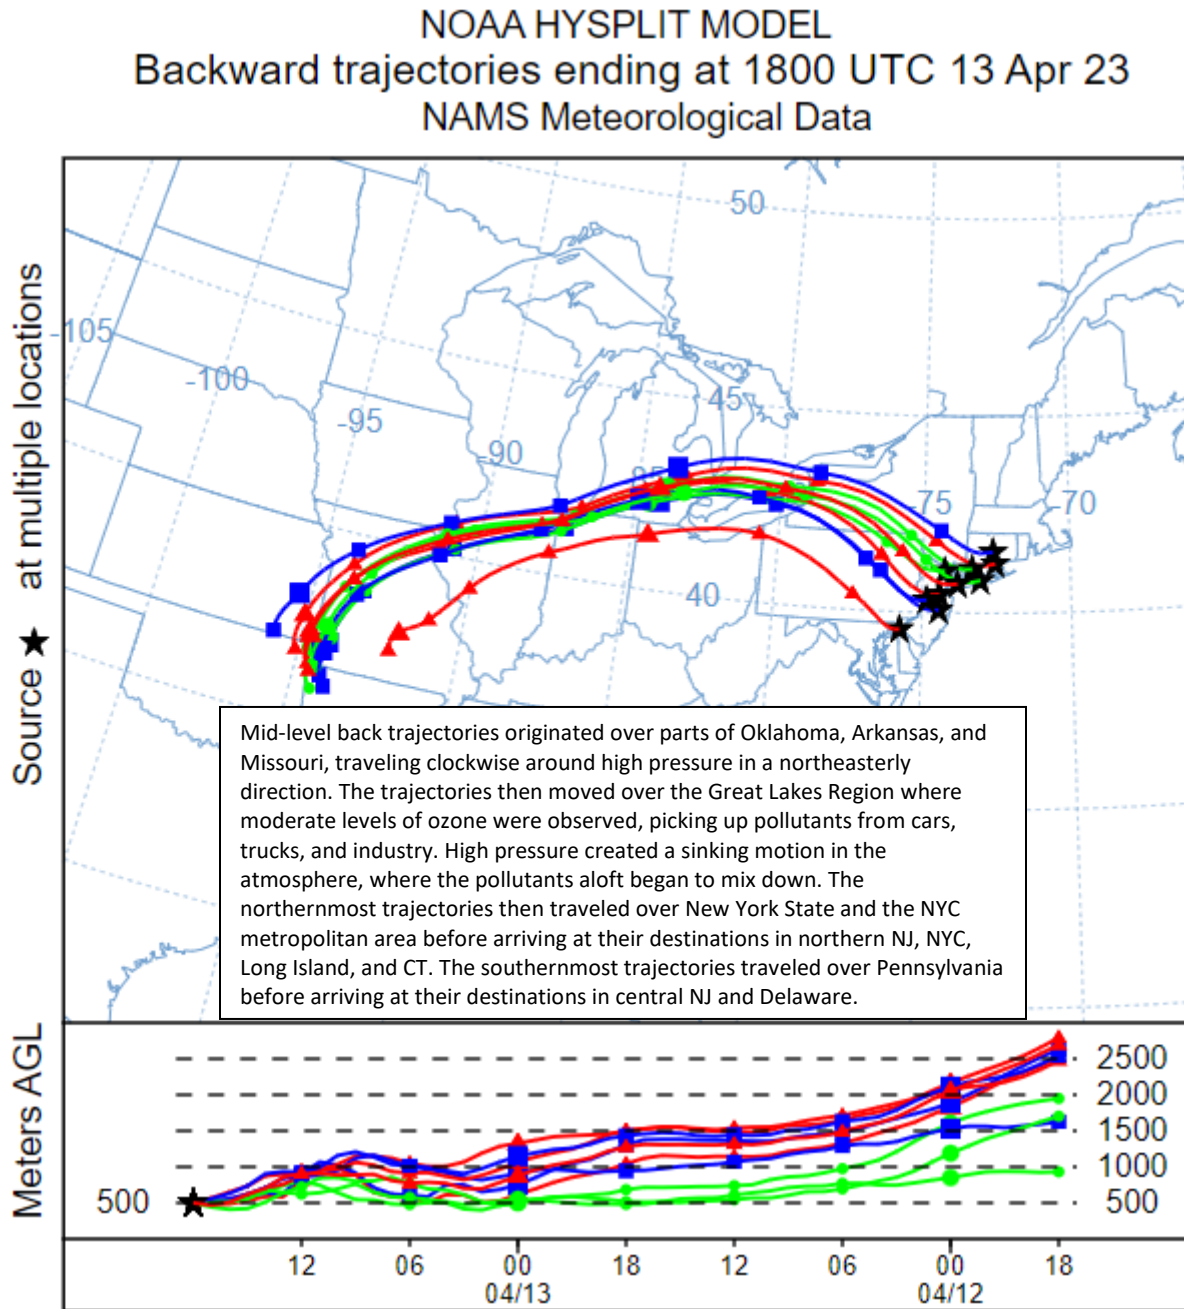 NOAA HYSPLIT MODEL
Backward trajectories ending at 1800 UTC 13 Apr 23
NAMS Meteorological Data
Source ★ at multiple locations
50
-105
-100
-95
45
-90
-75
-70
40
Mid-level back trajectories originated over parts of Oklahoma, Arkansas, and
Missouri, traveling clockwise around high pressure in a northeasterly
direction. The trajectories then moved over the Great Lakes Region where
moderate levels of ozone were observed, picking up pollutants from cars,
trucks, and industry. High pressure created a sinking motion in the
atmosphere, where the pollutants aloft began to mix down. The
northernmost trajectories then traveled over New York State and the NYC
metropolitan area before arriving at their destinations in northern NJ, NYC,
Long Island, and CT. The southernmost trajectories traveled over Pennsylvania
before arriving at their destinations in central NJ and Delaware.
Meters AGL
2500
2000
1500
1000
500 500
12 06 00 18 12 06 00 18
04/13 04/12